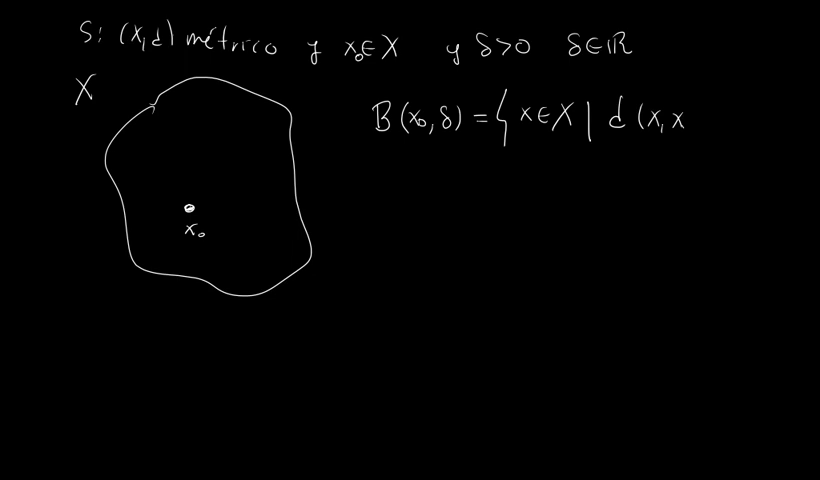 Si (X,d) métrico y x₀∈X y δ>0 δ∈ℝ
X
B(x₀,δ) = { x∈X | d(x,x
x₀